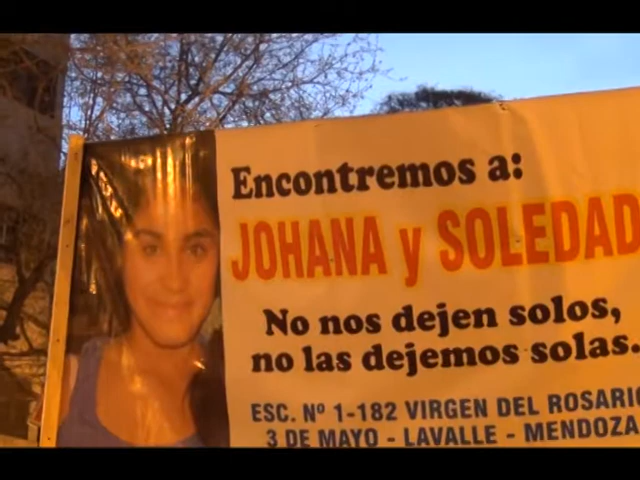 Encontremos a:
JOHANA y SOLEDAD
No nos dejen solos,
no las dejemos solas.
ESC. Nº 1-182 VIRGEN DEL ROSARIO
3 DE MAYO - LAVALLE - MENDOZA